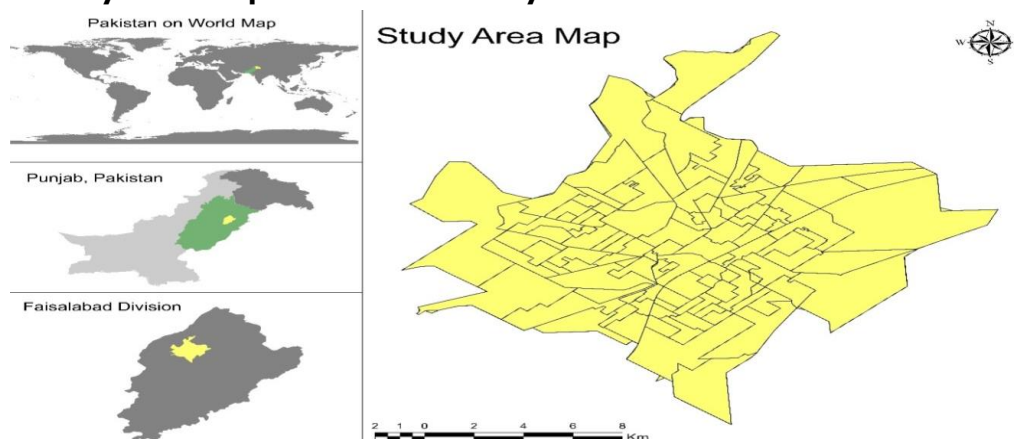 Pakistan on World Map
Punjab, Pakistan
Faisalabad Division
Study Area Map
N
W
E
S
2 1 0 2 4 6 8
Km